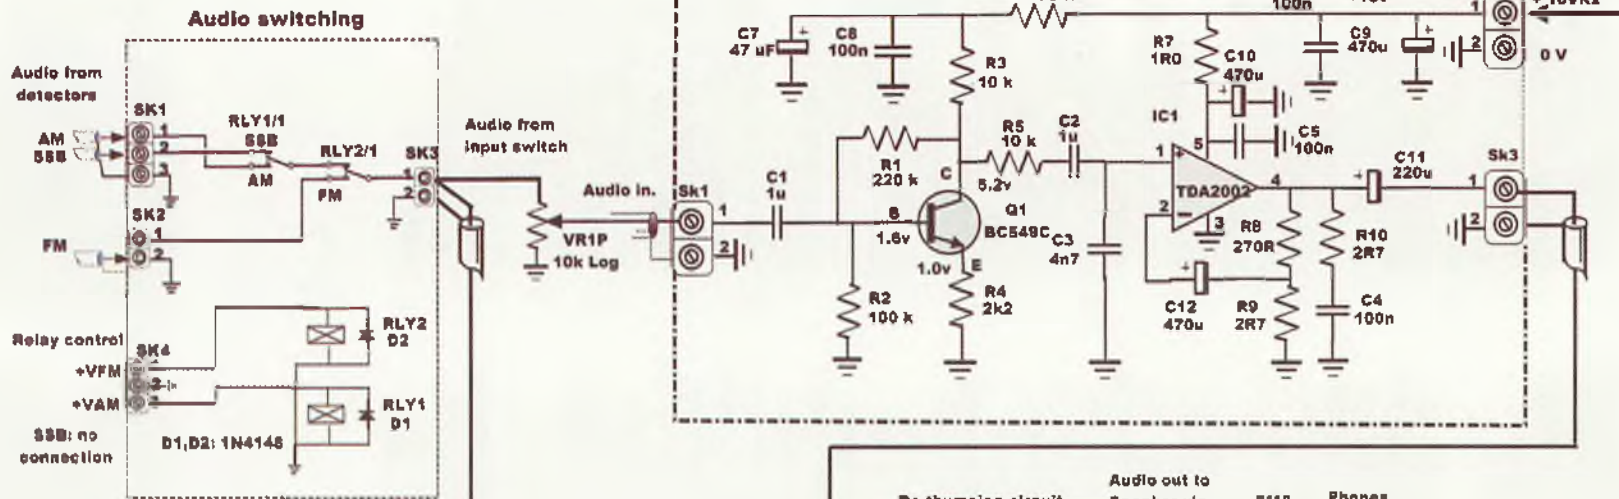 Audio switching
Audio from
detectors
SK1
1
2
3
AM
SSB
RLY1/1
SSB
AM
RLY2/1
FM
SK3
1
2
SK2
1
2
FM
Relay control
SK4
+VFM
2
+VAM
SSB: no
connection
RLY2
D2
RLY1
D1
D1,D2: 1N4148
Audio from
input switch
VR1P
10k Log
Audio in.
Sk1
1
2
C7
47 uF
+
C8
100n
R3
10 k
R1
220 k
C1
1u
R2
100 k
C
B
E
5.2v
1.6v
1.0v
Q1
BC549C
R4
2k2
R5
10 k
C2
1u
C3
4n7
R7
1R0
C10
470u
+
IC1
C5
100n
TDA2002
1
+
2
−
3
4
5
C12
470u
+
R8
270R
R9
2R7
R10
2R7
C4
100n
C11
220u
+
100n
C9
470u
+
1
2
0 V
Sk3
1
2
Audio out to
Phones